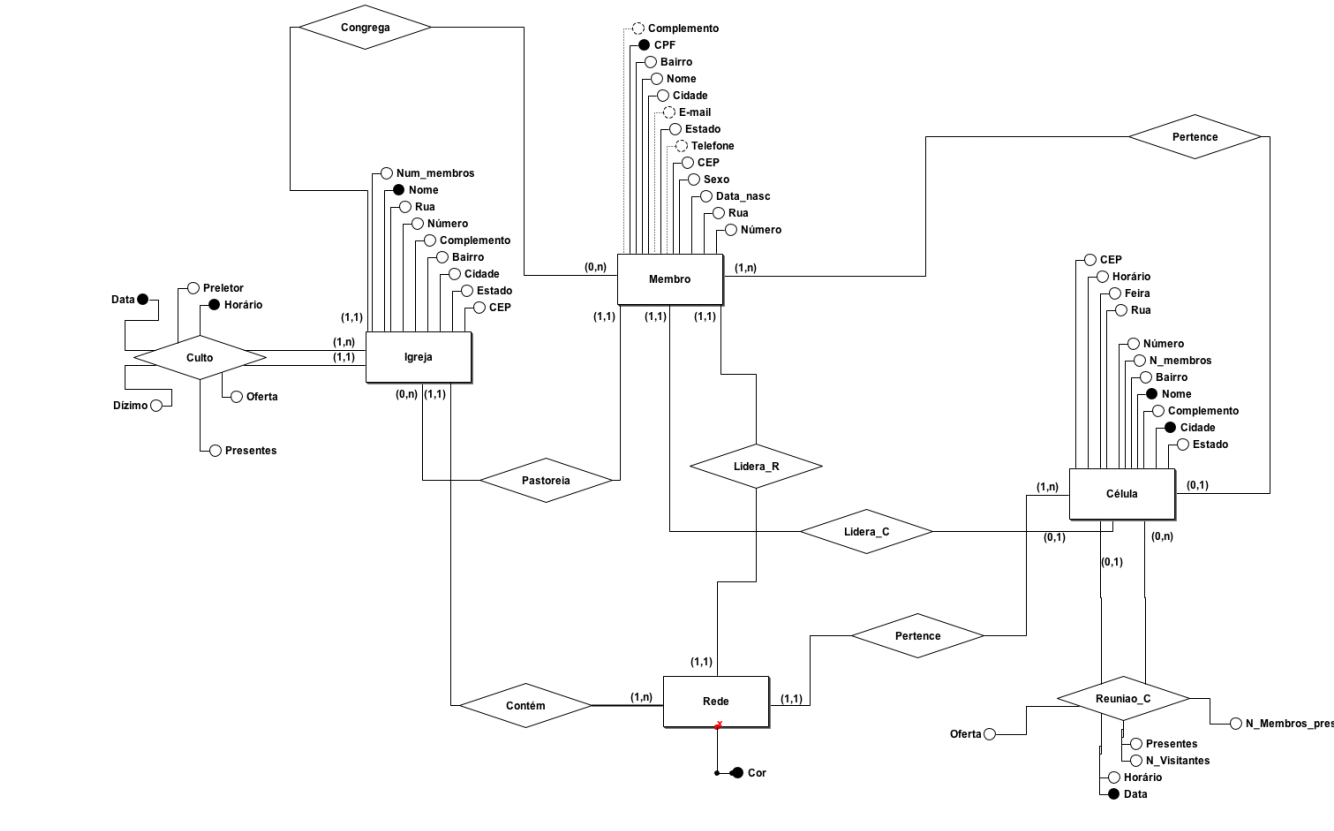 Congrega
Complemento
CPF
Bairro
Nome
Cidade
E-mail
Estado
Telefone
CEP
Sexo
Data_nasc
Rua
Número
(0,n)
Membro
(1,n)
(1,1)
(1,1)
(1,1)
Pertence
Num_membros
Nome
Rua
Número
Complemento
Bairro
Cidade
Estado
CEP
(1,1)
(1,n)
(1,1)
Igreja
(0,n)
(1,1)
Data
Preletor
Horário
Culto
Dízimo
Oferta
Presentes
Pastoreia
Lidera_R
Lidera_C
CEP
Horário
Feira
Rua
Número
N_membros
Bairro
Nome
Complemento
Cidade
Estado
(1,n)
Célula
(0,1)
(0,1)
(0,n)
(0,1)
Pertence
(1,1)
Contém
(1,n)
Rede
(1,1)
x
Cor
Reuniao_C
Oferta
N_Membros_pres
Presentes
N_Visitantes
Horário
Data